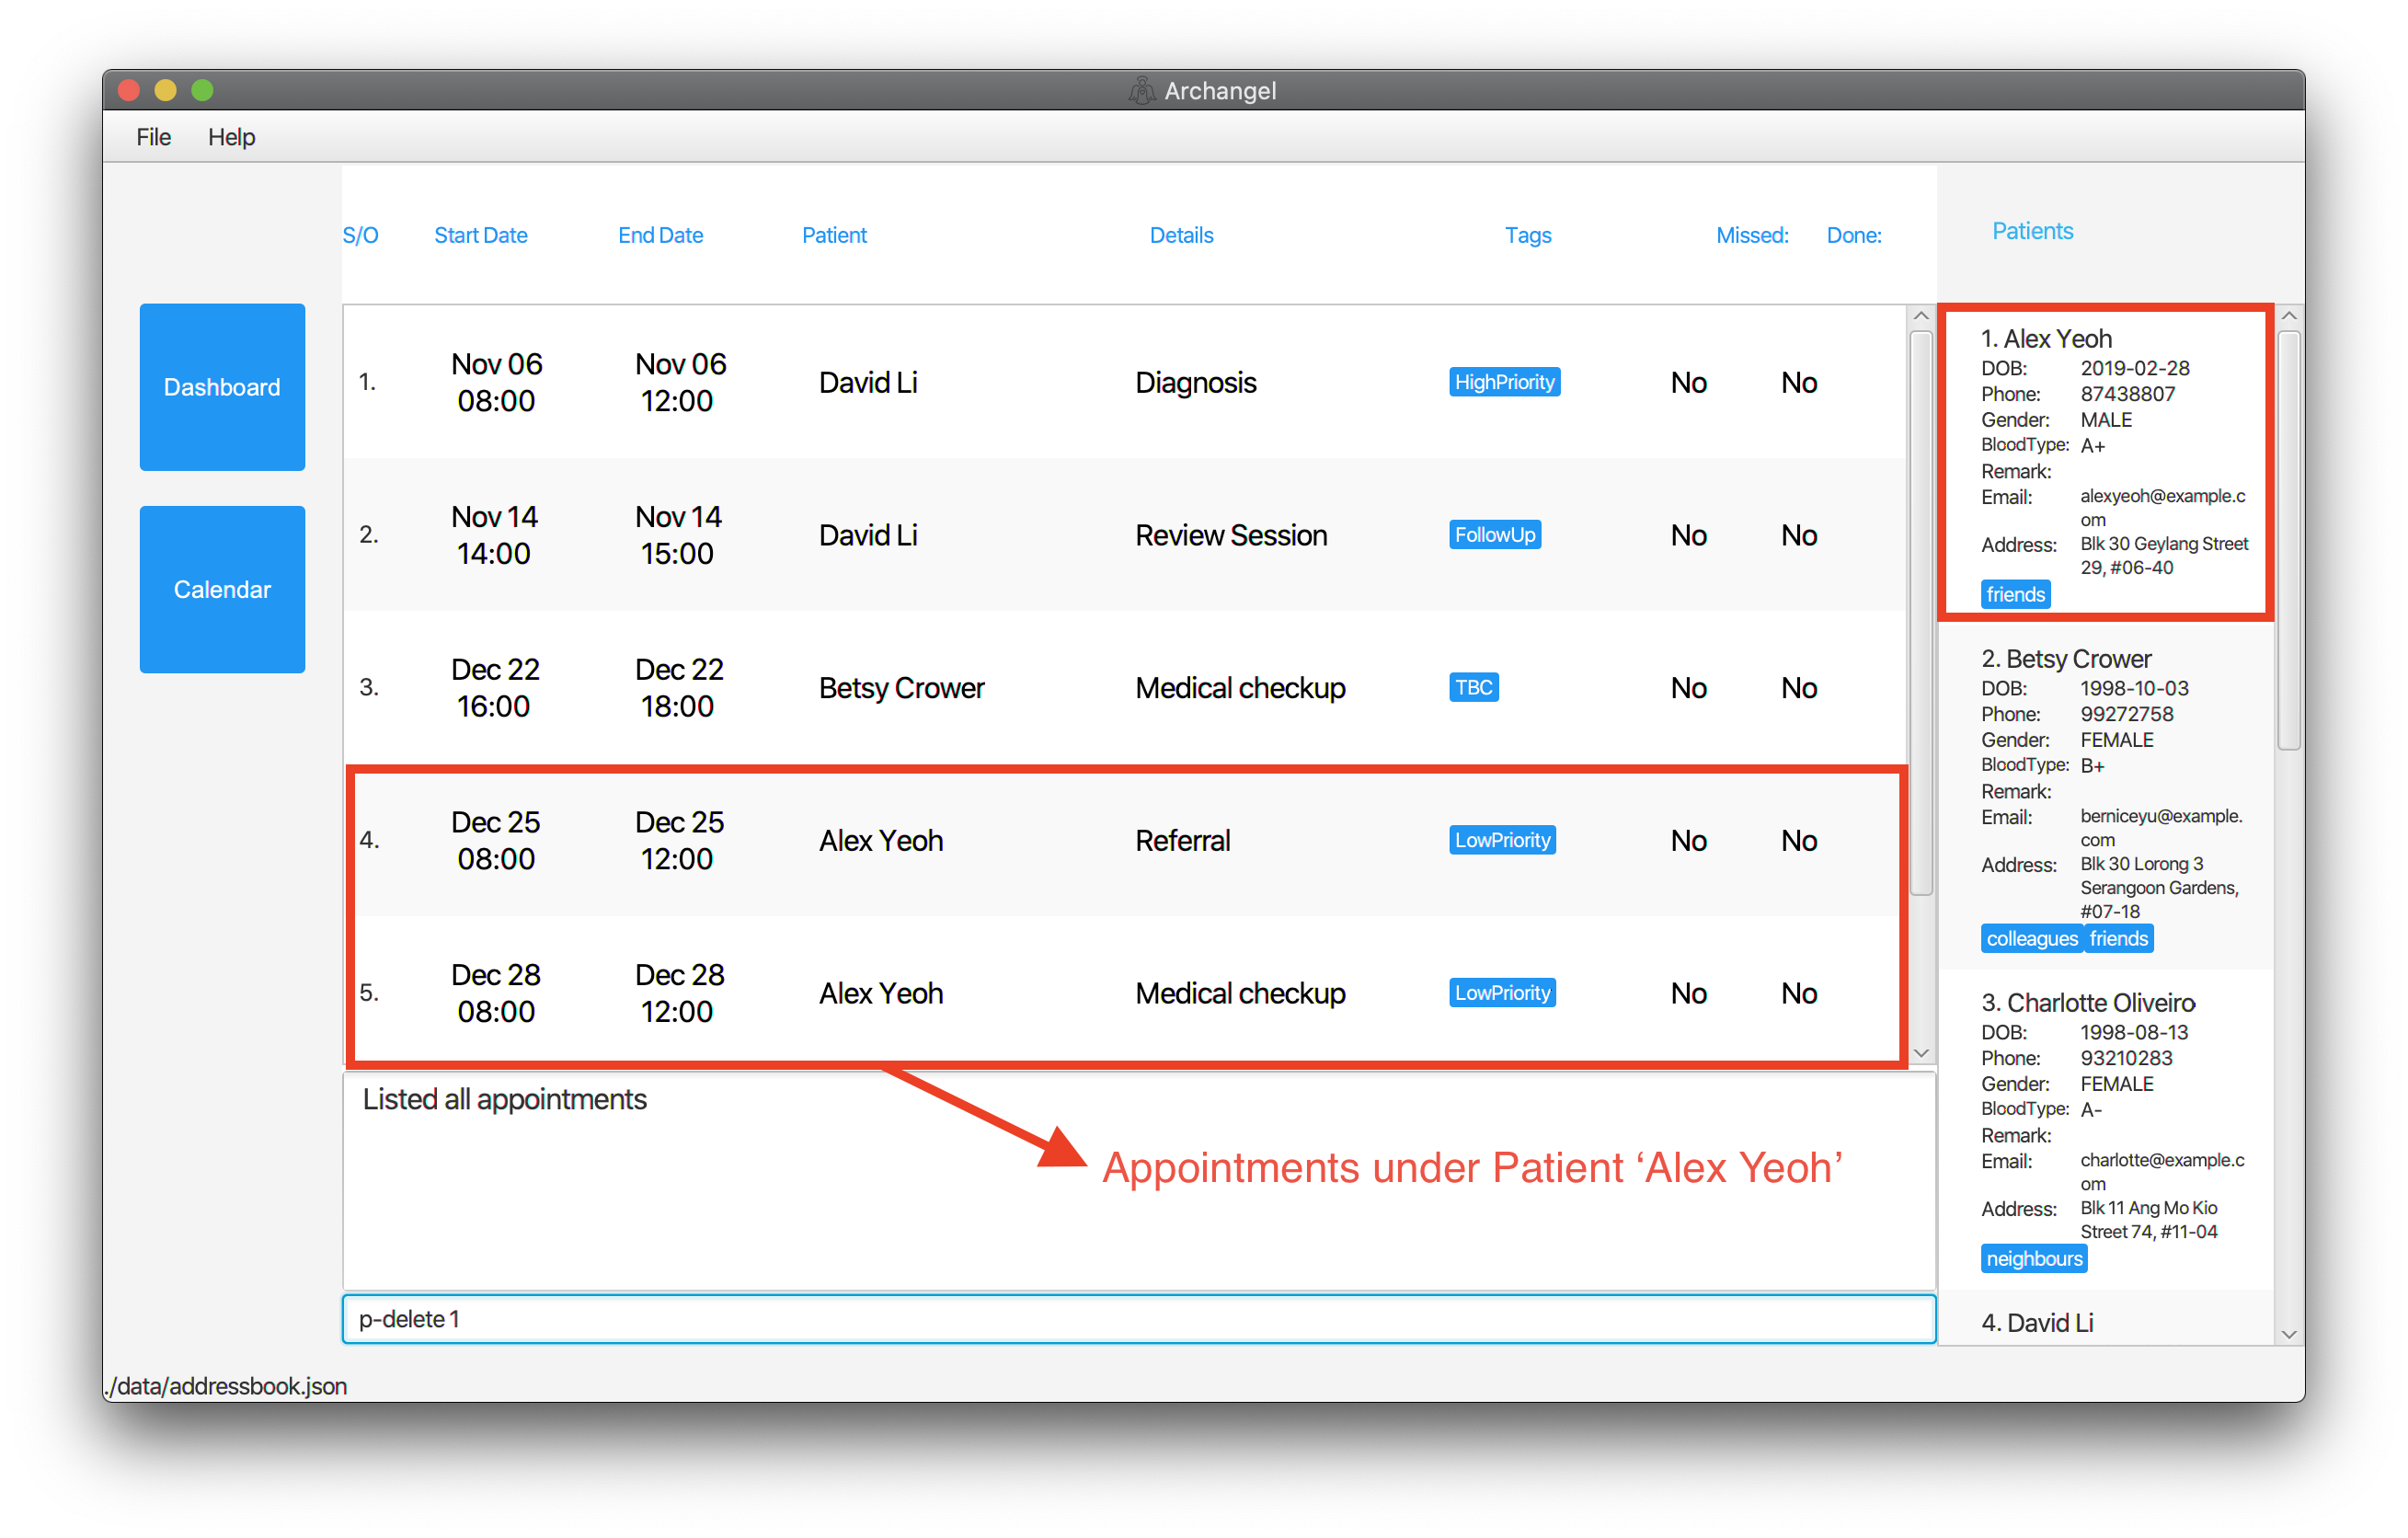 Archangel
File Help
S/O Start Date End Date Patient Details Tags Missed: Done:
Patients
Dashboard
Calendar
1. Nov 06 08:00 Nov 06 12:00 David Li Diagnosis HighPriority No No
2. Nov 14 14:00 Nov 14 15:00 David Li Review Session FollowUp No No
3. Dec 22 16:00 Dec 22 18:00 Betsy Crower Medical checkup TBC No No
4. Dec 25 08:00 Dec 25 12:00 Alex Yeoh Referral LowPriority No No
5. Dec 28 08:00 Dec 28 12:00 Alex Yeoh Medical checkup LowPriority No No
Listed all appointments
Appointments under Patient ‘Alex Yeoh’
p-delete 1
./data/addressbook.json
1. Alex Yeoh
DOB: 2019-02-28
Phone: 87438807
Gender: MALE
BloodType: A+
Remark:
Email: alexyeoh@example.c
om
Address: Blk 30 Geylang Street
29, #06-40
friends
2. Betsy Crower
DOB: 1998-10-03
Phone: 99272758
Gender: FEMALE
BloodType: B+
Remark:
Email: berniceyu@example.
com
Address: Blk 30 Lorong 3
Serangoon Gardens,
#07-18
colleagues friends
3. Charlotte Oliveiro
DOB: 1998-08-13
Phone: 93210283
Gender: FEMALE
BloodType: A-
Remark:
Email: charlotte@example.c
om
Address: Blk 11 Ang Mo Kio
Street 74, #11-04
neighbours
4. David Li